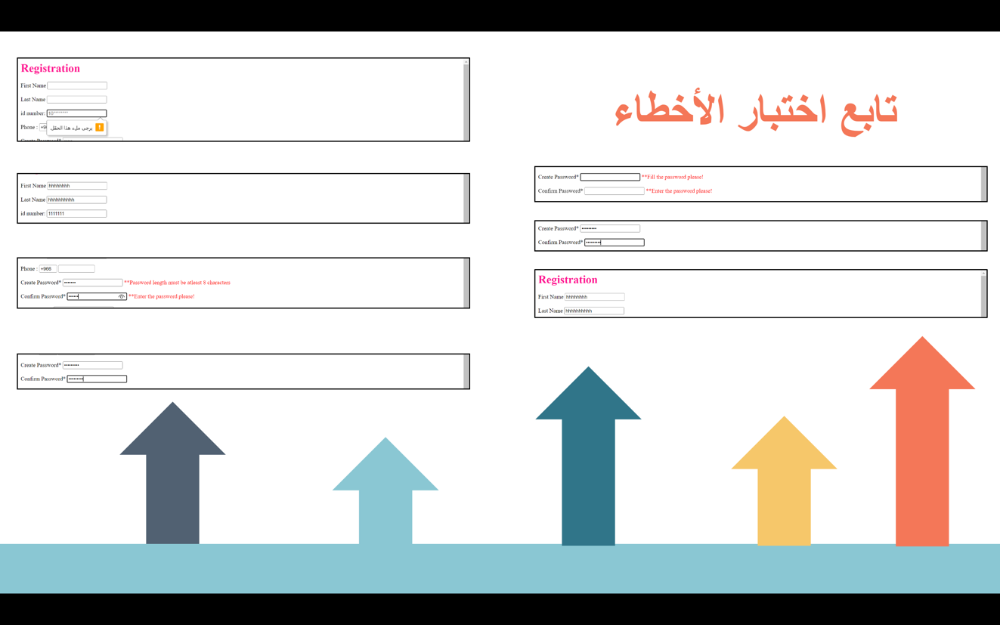 تابع اختبار الأخطاء
Registration
First Name
Last Name
id number: 10********
Phone : +96
يرجى ملء هذا الحقل.
Create Password*
First Name hhhhhhhh
Last Name hhhhhhhhhh
id number: 1111111
Phone : +966
Create Password* ••••••• **Password length must be atleast 8 characters
Confirm Password* •••••• **Enter the password please!
Create Password* •••••••••
Confirm Password* •••••••••
Create Password* **Fill the password please!
Confirm Password* **Enter the password please!
Create Password* •••••••••
Confirm Password* •••••••••
Registration
First Name hhhhhhhh
Last Name hhhhhhhhhh